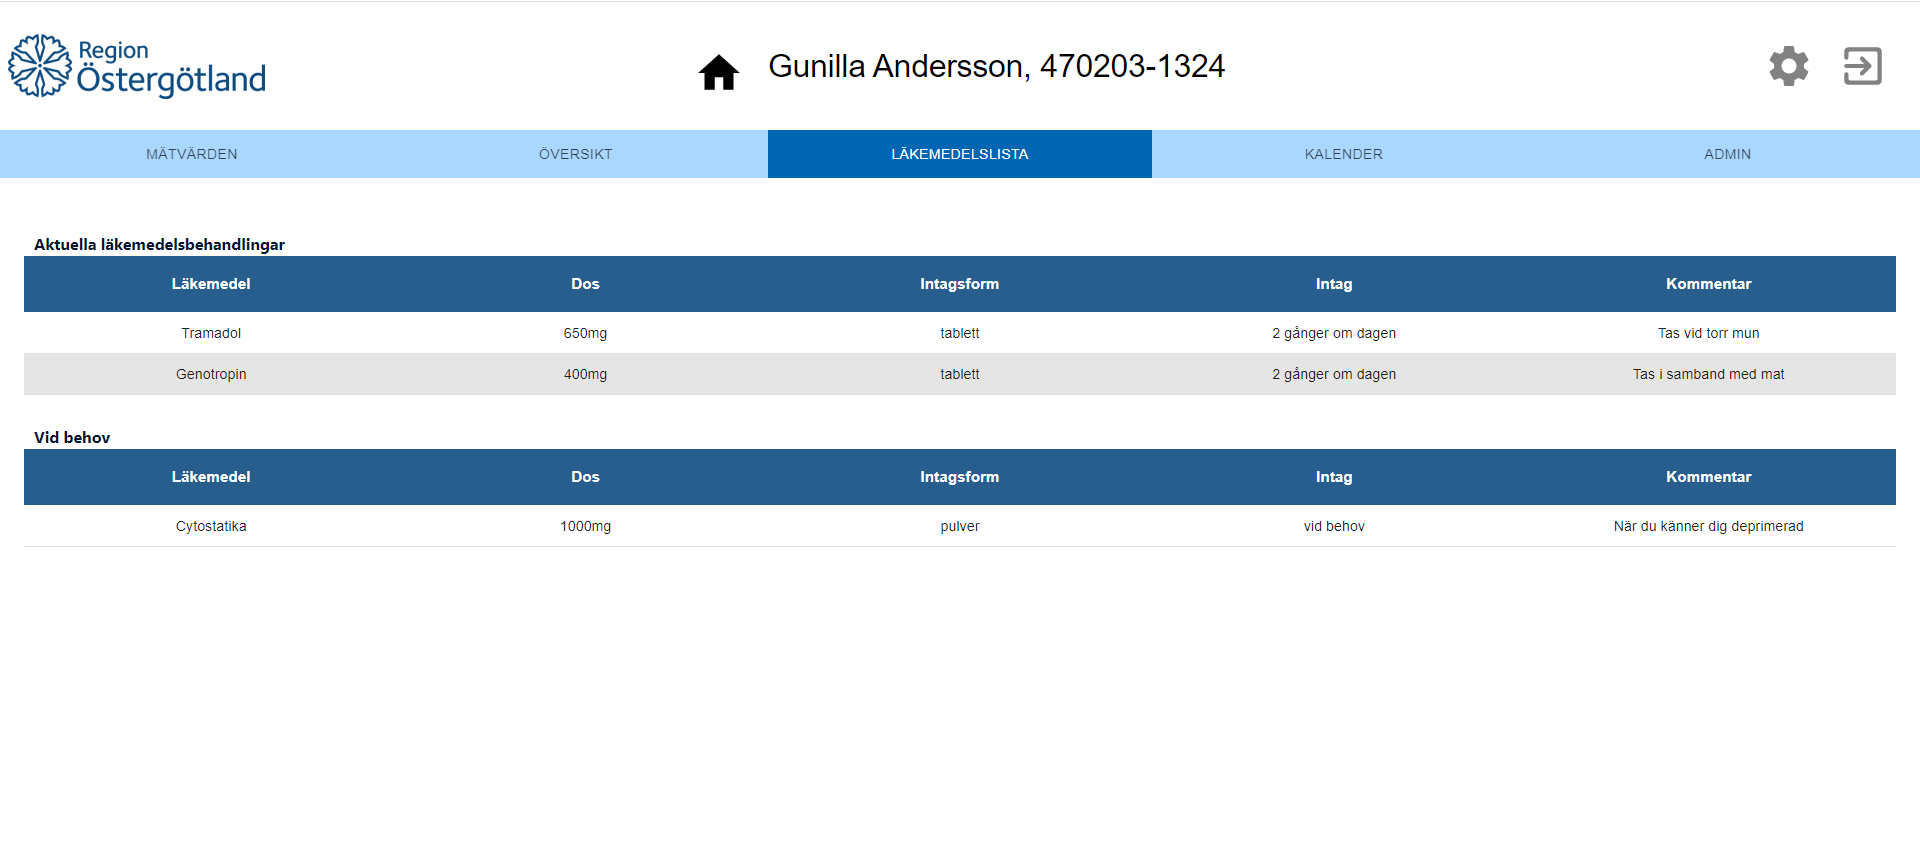 Region
Östergötland
Gunilla Andersson, 470203-1324
MÄTVÄRDEN ÖVERSIKT LÄKEMEDELSLISTA KALENDER ADMIN
Aktuella läkemedelsbehandlingar
Läkemedel Dos Intagsform Intag Kommentar
Tramadol 650mg tablett 2 gånger om dagen Tas vid torr mun
Genotropin 400mg tablett 2 gånger om dagen Tas i samband med mat
Vid behov
Läkemedel Dos Intagsform Intag Kommentar
Cytostatika 1000mg pulver vid behov När du känner dig deprimerad